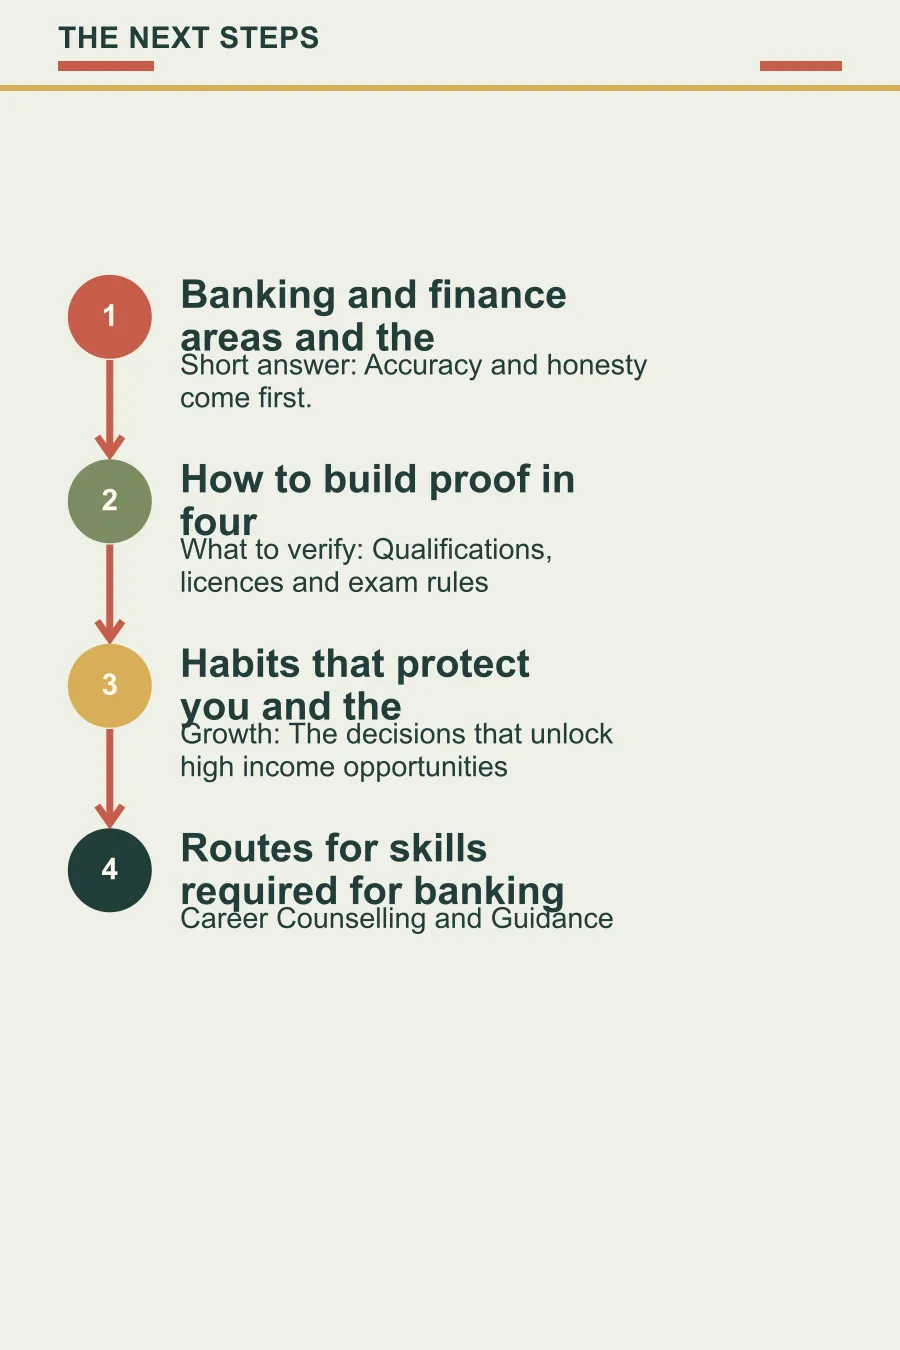 THE NEXT STEPS
1
Banking and finance
areas and the
Short answer: Accuracy and honesty
come first.
2
How to build proof in
four
What to verify: Qualifications,
licences and exam rules
3
Habits that protect
you and the
Growth: The decisions that unlock
high income opportunities
4
Routes for skills
required for banking
Career Counselling and Guidance